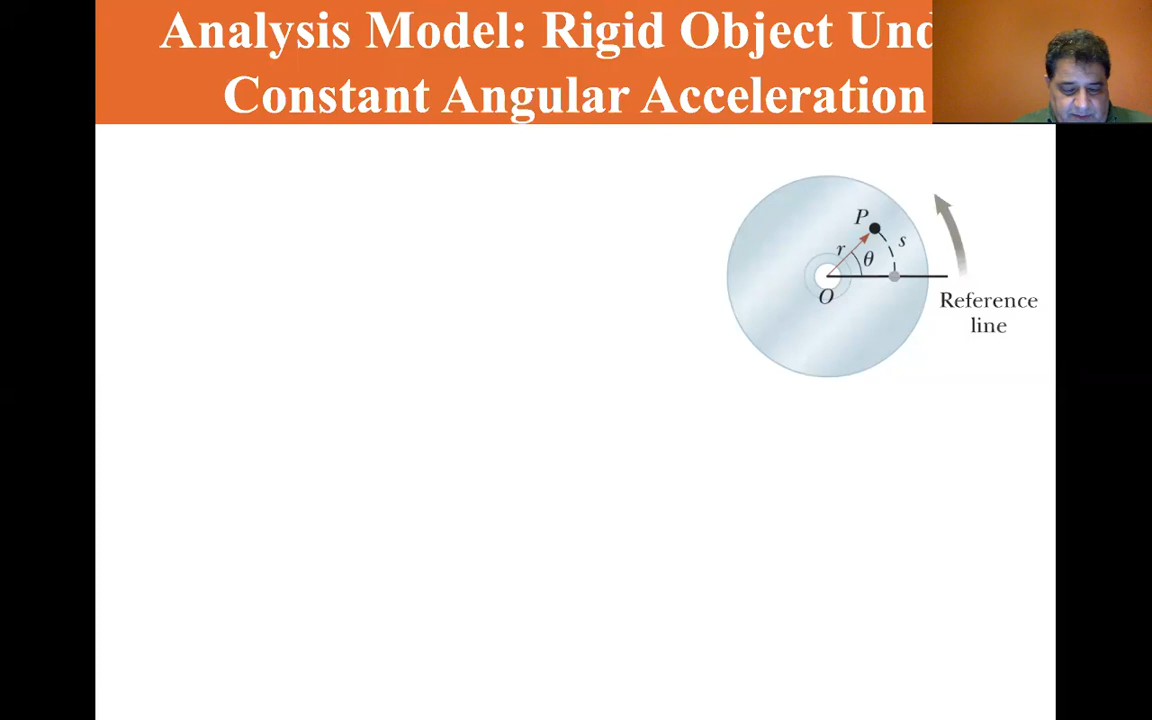 Analysis Model: Rigid Object Und
Constant Angular Acceleration
P
s
r
θ
O
Reference
line